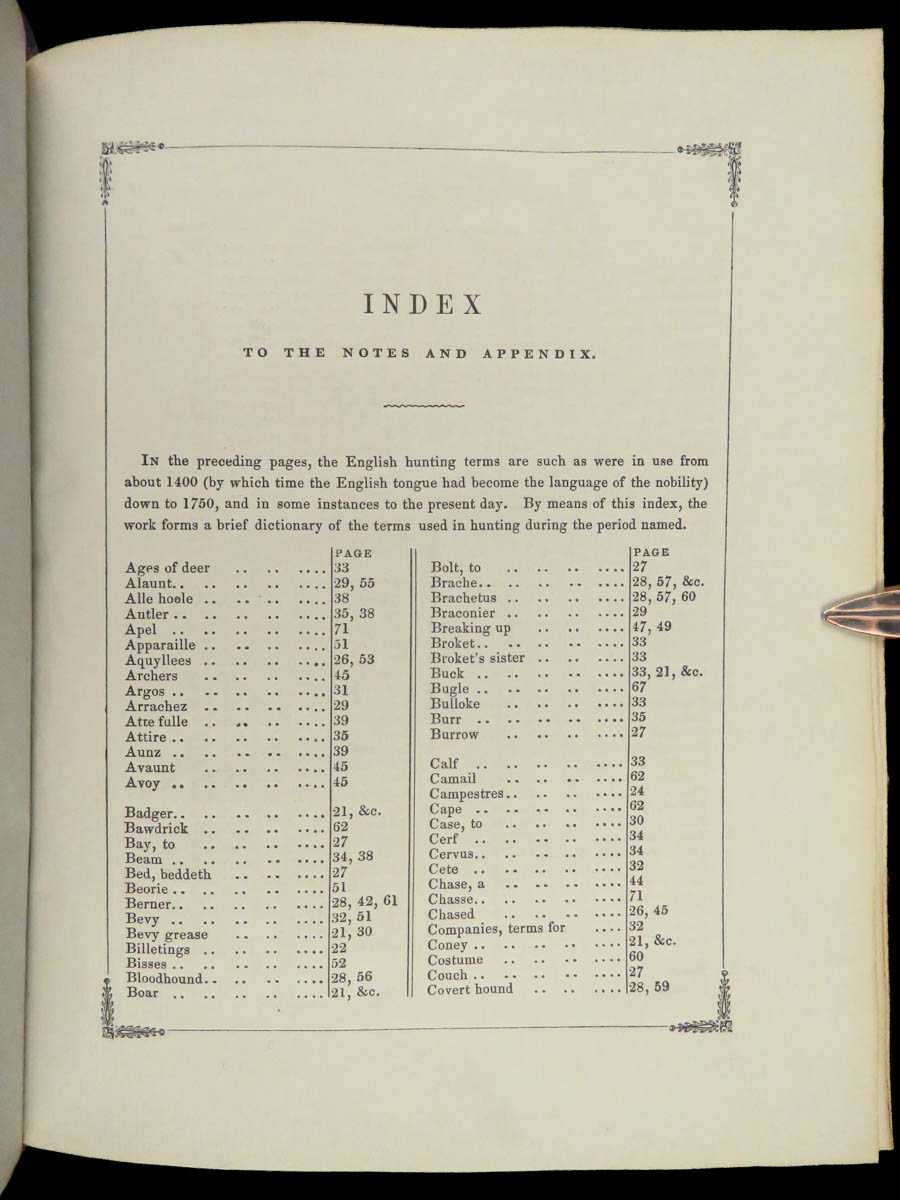 INDEX
TO THE NOTES AND APPENDIX.
IN the preceding pages, the English hunting terms are such as were in use from
about 1400 (by which time the English tongue had become the language of the nobility)
down to 1750, and in some instances to the present day. By means of this index, the
work forms a brief dictionary of the terms used in hunting during the period named.
PAGE
Ages of deer .. .. .... 33
Alaunt.. .. .. .. .... 29, 55
Alle hoole .. .. .. .... 38
Antler .. .. .. .. .... 35, 38
Apel .. .. .. .. .... 71
Apparaille .. .. .. .... 51
Aquyllees .. .. .. .... 26, 53
Archers .. .. .. .... 45
Argos .. .. .. .. .... 31
Arrachez .. .. .. .... 29
Atte fulle .. .. .. .... 39
Attire .. .. .. .. .... 35
Aunz .. .. .. .. .... 39
Avaunt .. .. .. .... 45
Avoy .. .. .. .. .... 45
Badger.. .. .. .. .... 21, &c.
Bawdrick .. .. .. .... 62
Bay, to .. .. .. .... 27
Beam .. .. .. .. .... 34, 38
Bed, beddeth .. .. .... 27
Beorie .. .. .. .. .... 51
Berner.. .. .. .. .... 28, 42, 61
Bevy .. .. .. .. .... 32, 51
Bevy grease .. .. .... 21, 30
Billetings .. .. .. .... 22
Bisses .. .. .. .. .... 52
Bloodhound.. .. .. .... 28, 56
Boar .. .. .. .. .... 21, &c.
PAGE
Bolt, to .. .. .. .. .... 27
Brache.. .. .. .. .... 28, 57, &c.
Brachetus .. .. .. .... 28, 57, 60
Braconier .. .. .. .... 29
Breaking up .. .. .... 47, 49
Broket.. .. .. .. .... 33
Broket's sister .. .. .... 33
Buck .. .. .. .. .... 33, 21, &c.
Bugle .. .. .. .. .... 67
Bulloke .. .. .. .... 33
Burr .. .. .. .. .... 35
Burrow .. .. .. .... 27
Calf .. .. .. .. .... 33
Camail .. .. .. .... 62
Campestres.. .. .. .... 24
Cape .. .. .. .. .... 62
Case, to .. .. .. .... 30
Cerf .. .. .. .. .... 34
Cervus.. .. .. .. .... 34
Cete .. .. .. .. .... 32
Chase, a .. .. .. .... 44
Chasse.. .. .. .. .... 71
Chased .. .. .. .... 26, 45
Companies, terms for .... 32
Coney .. .. .. .. .... 21, &c.
Costume .. .. .. .... 60
Couch .. .. .. .. .... 27
Covert hound .. .. .... 28, 59